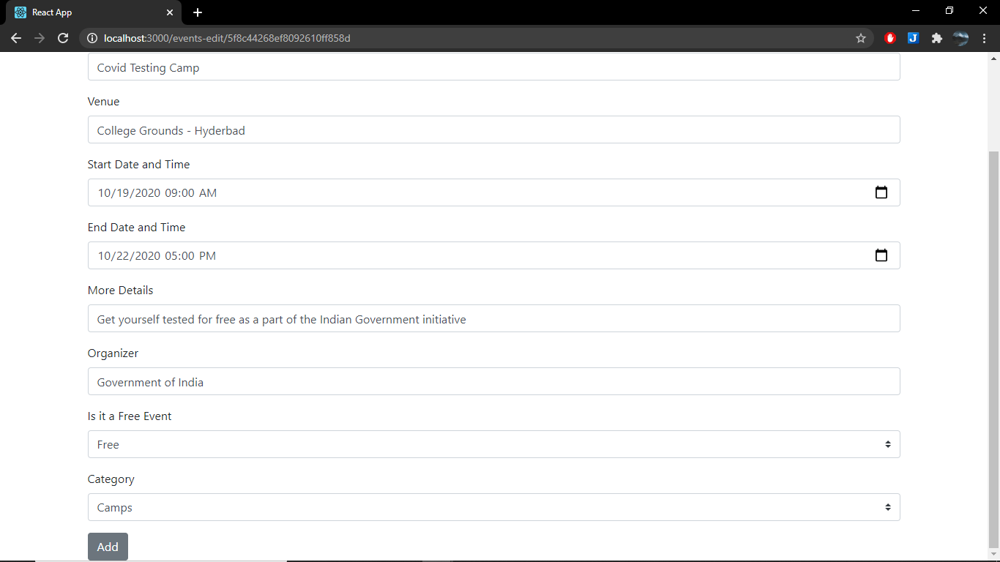 React App
localhost:3000/events-edit/5f8c44268ef8092610ff858d
Covid Testing Camp
Venue
College Grounds - Hyderbad
Start Date and Time
10/19/2020 09:00 AM
End Date and Time
10/22/2020 05:00 PM
More Details
Get yourself tested for free as a part of the Indian Government initiative
Organizer
Government of India
Is it a Free Event
Free
Category
Camps
Add